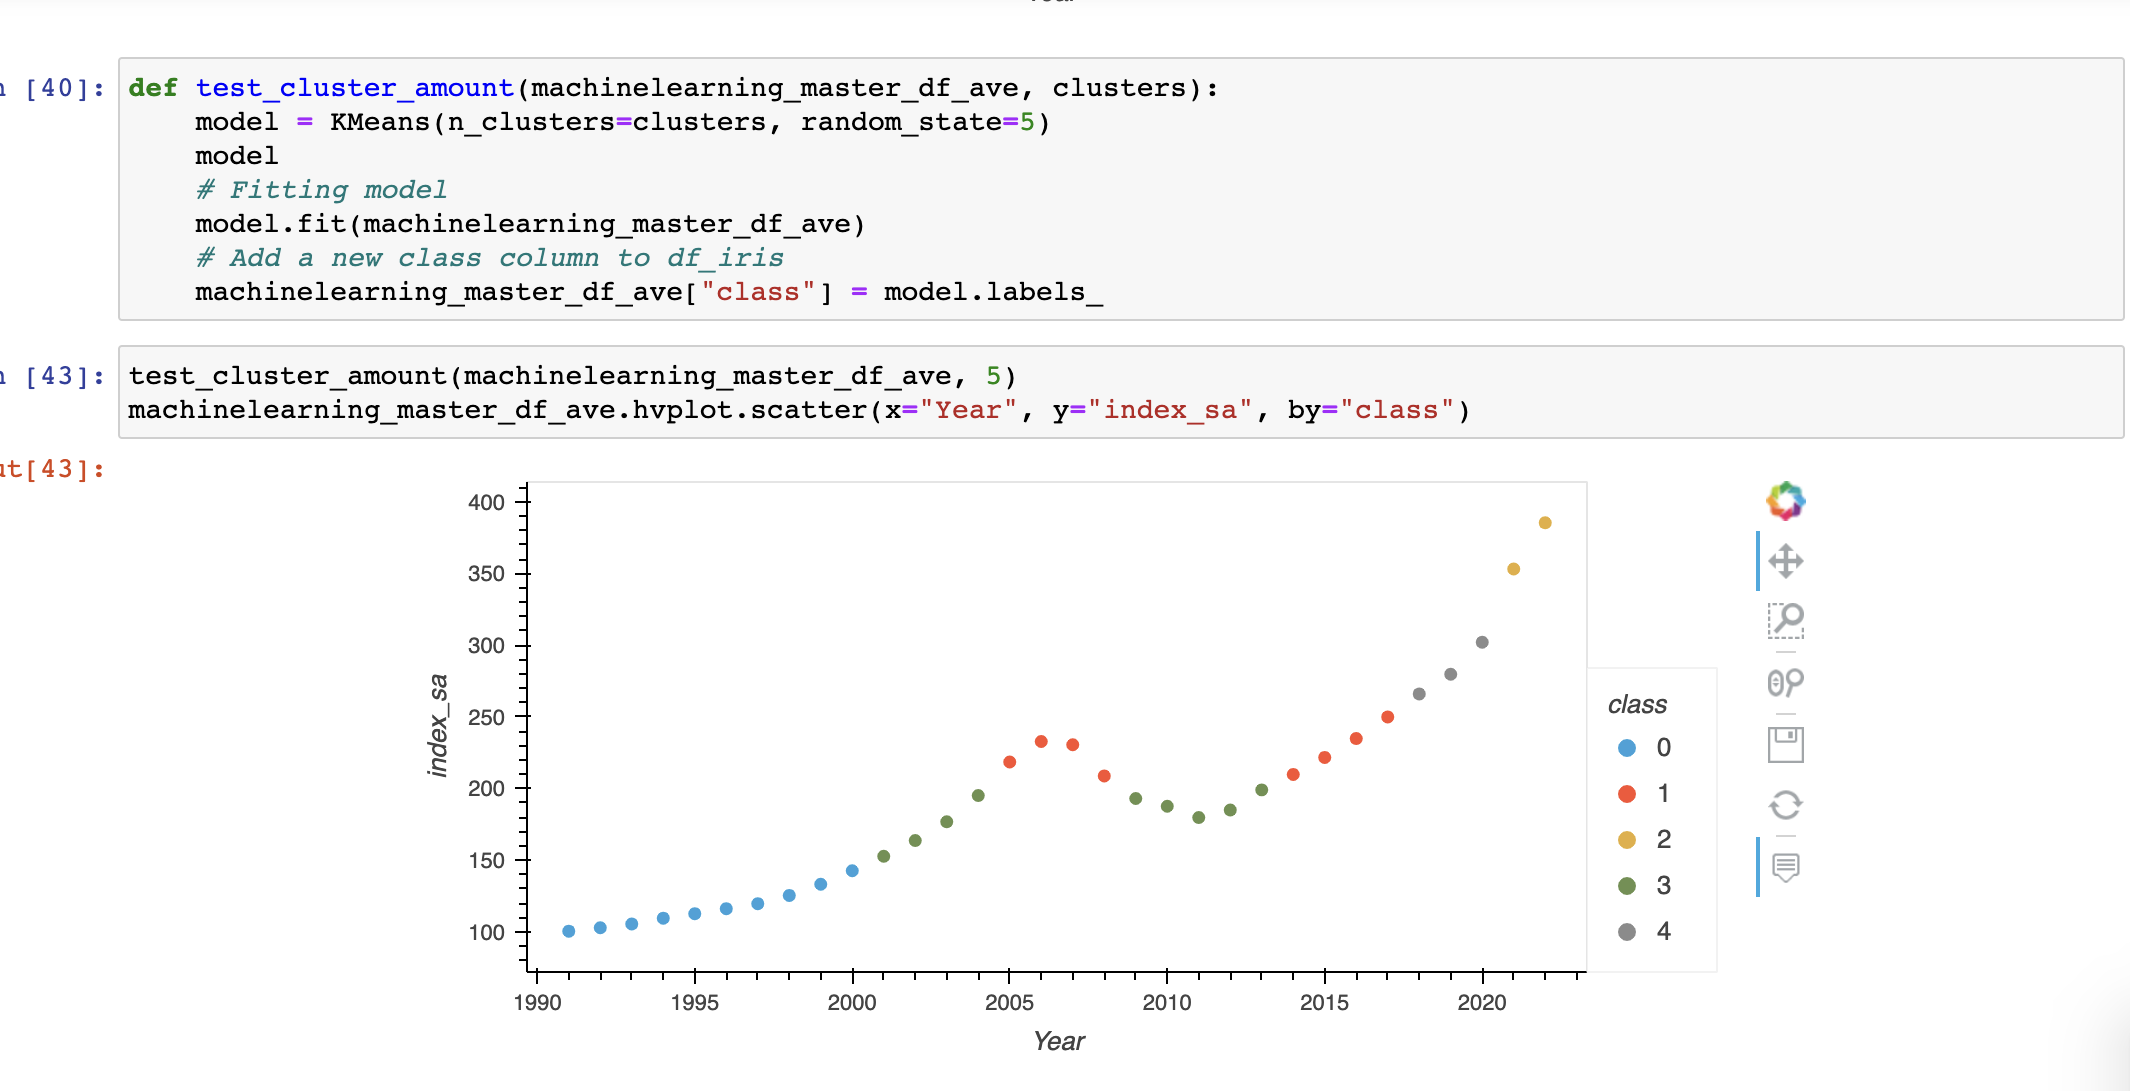 [40]:
def test_cluster_amount(machinelearning_master_df_ave, clusters):
    model = KMeans(n_clusters=clusters, random_state=5)
    model
    # Fitting model
    model.fit(machinelearning_master_df_ave)
    # Add a new class column to df_iris
    machinelearning_master_df_ave["class"] = model.labels_
[43]:
test_cluster_amount(machinelearning_master_df_ave, 5)
machinelearning_master_df_ave.hvplot.scatter(x="Year", y="index_sa", by="class")
ut[43]:
400
350
300
250
200
150
100
index_sa
1990 1995 2000 2005 2010 2015 2020
Year
class
0
1
2
3
4